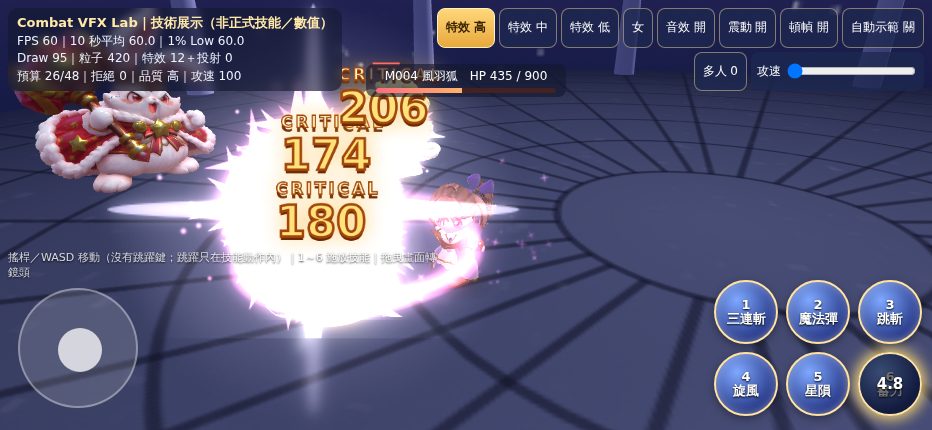 Combat VFX Lab｜技術展示（非正式技能／數值）
FPS 60｜10 秒平均 60.0｜1% Low 60.0
Draw 95｜粒子 420｜特效 12＋投射 0
預算 26/48｜拒絕 0｜品質 高｜攻速 100
特效 高
特效 中
特效 低
女
音效 開
震動 開
頓幀 開
自動示範 關
多人 0
攻速
M004 風羽狐 HP 435 / 900
206
CRITICAL
174
CRITICAL
180
搖桿／WASD 移動（沒有跳躍鍵；跳躍只在技能動作內）｜1～6 施放技能｜拖曳畫面轉
鏡頭
1
三連斬
2
魔法彈
3
跳斬
4
旋風
5
星隕
4.8